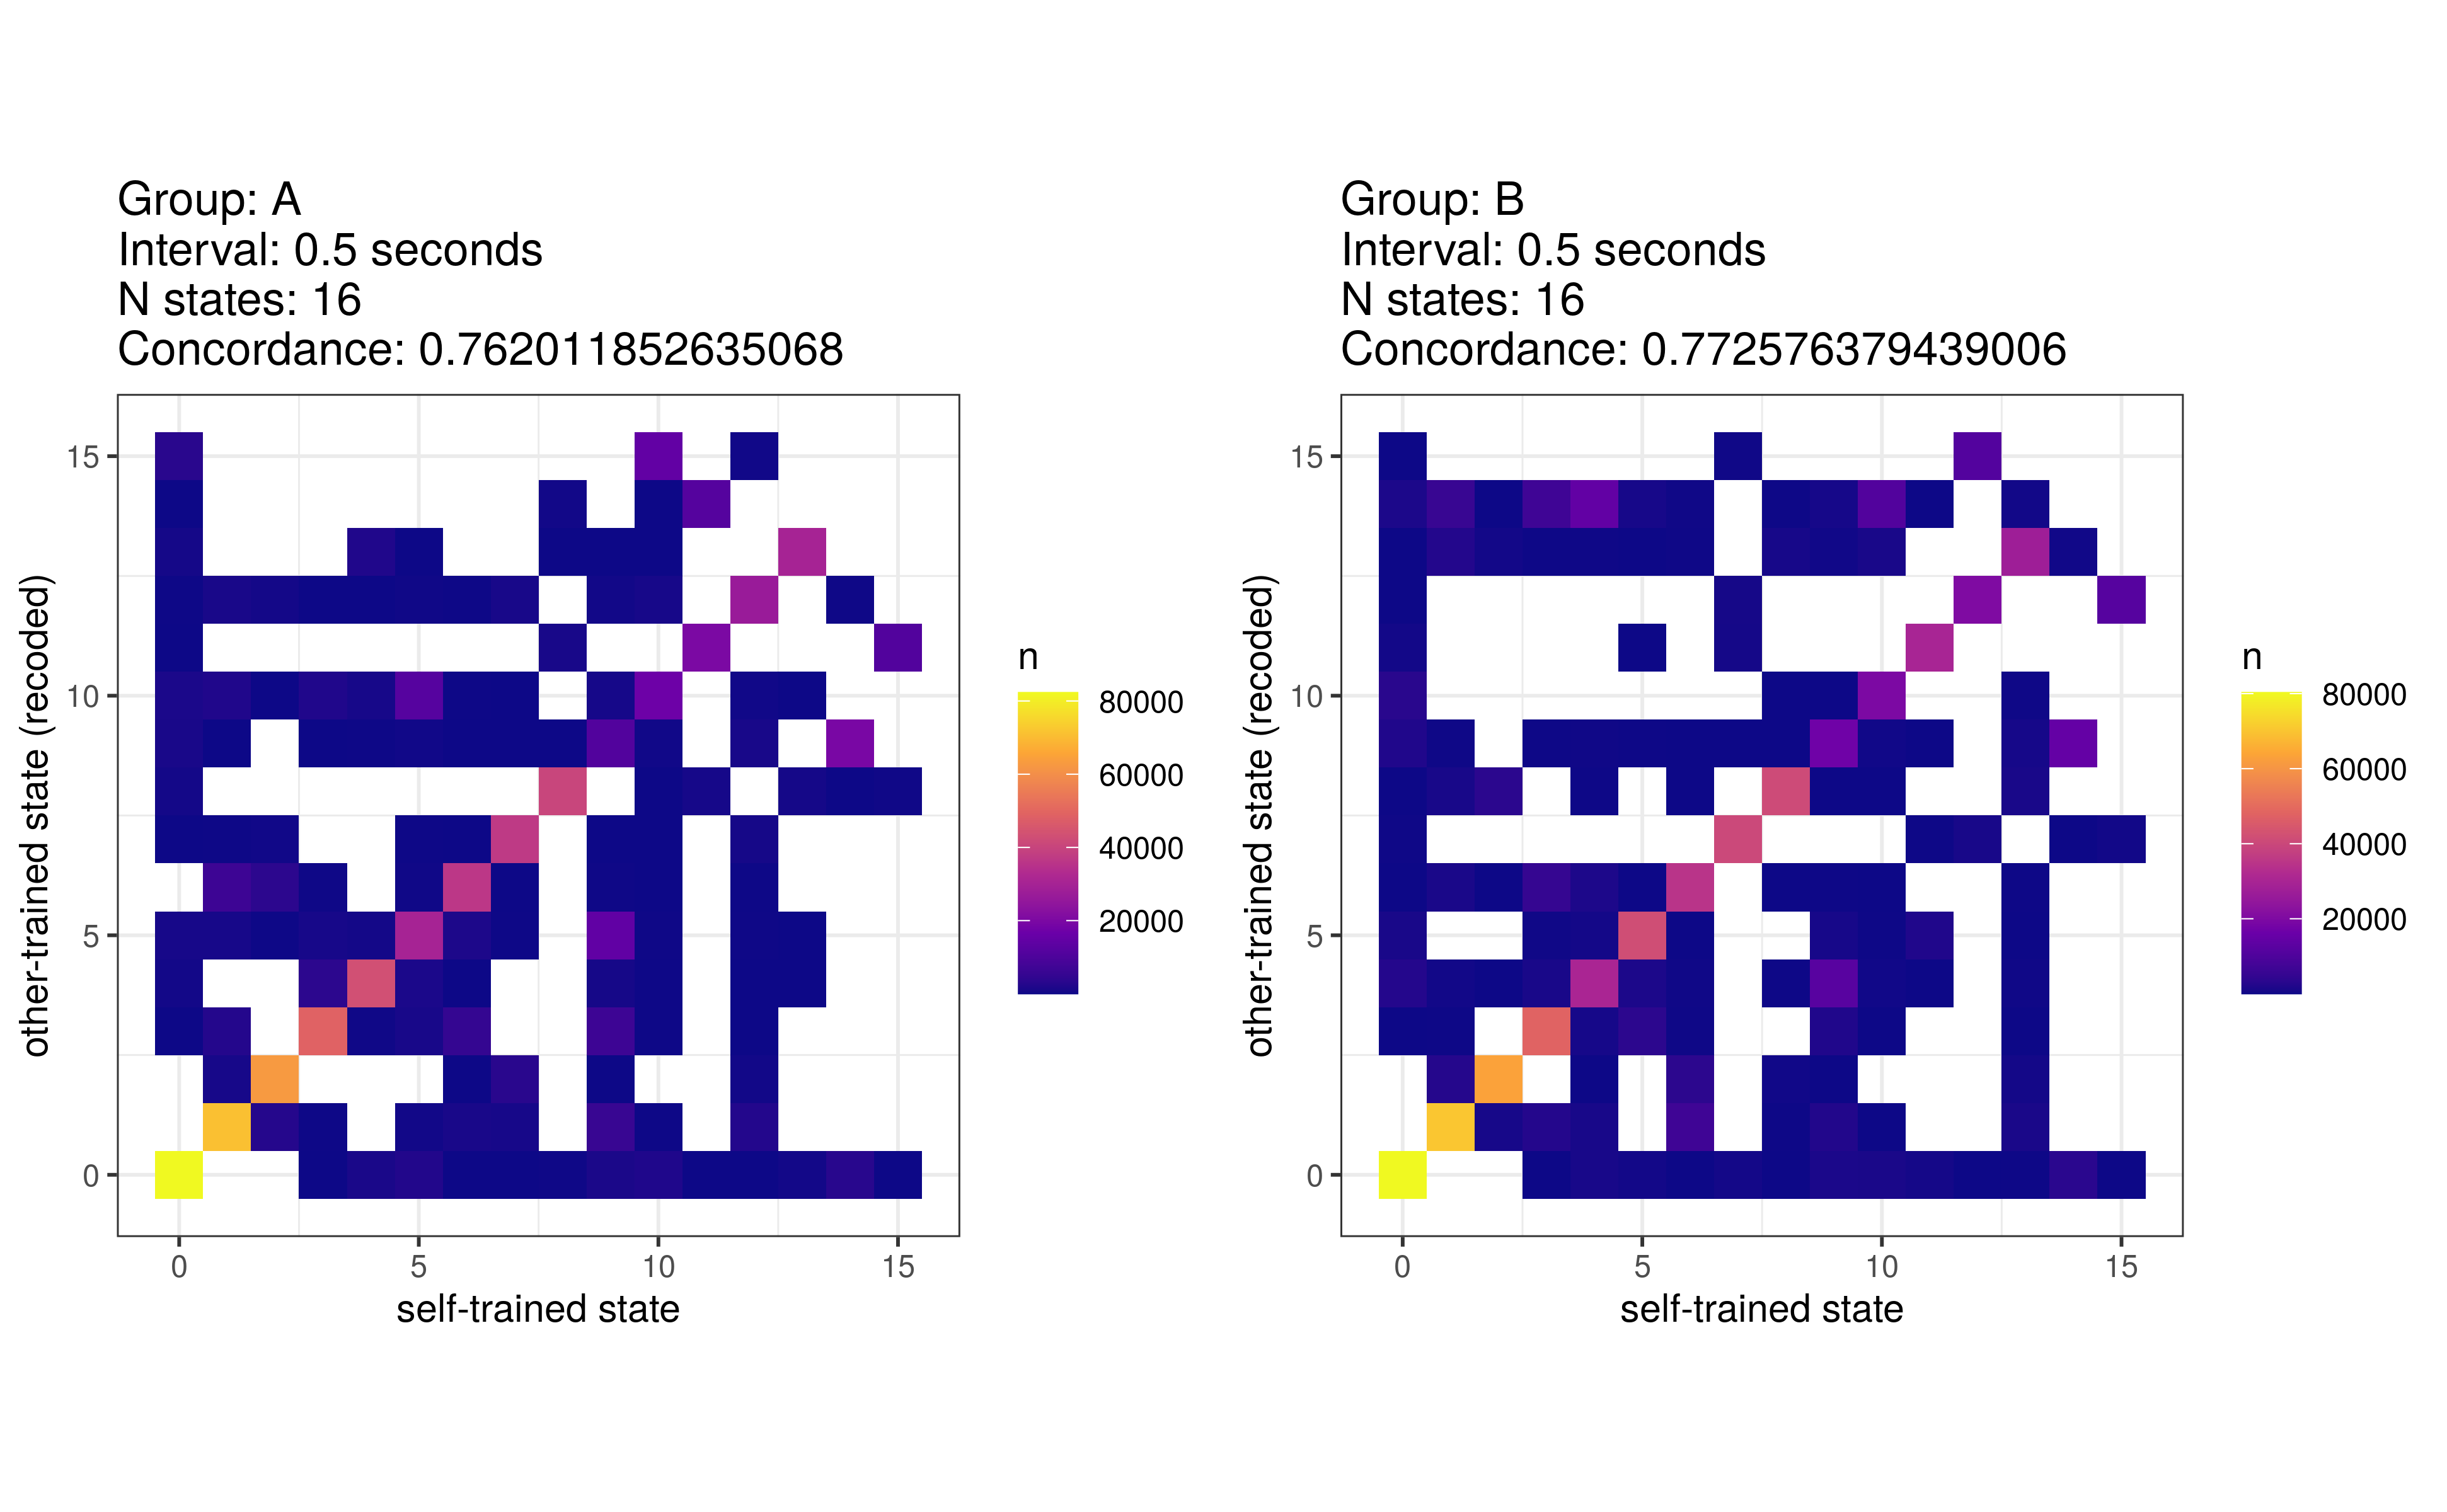 Group: A
Interval: 0.5 seconds
N states: 16
Concordance: 0.762011852635068
other-trained state (recoded)
15
10
5
0
0 5 10 15
self-trained state
n
80000
60000
40000
20000
Group: B
Interval: 0.5 seconds
N states: 16
Concordance: 0.772576379439006
other-trained state (recoded)
15
10
5
0
0 5 10 15
self-trained state
n
80000
60000
40000
20000